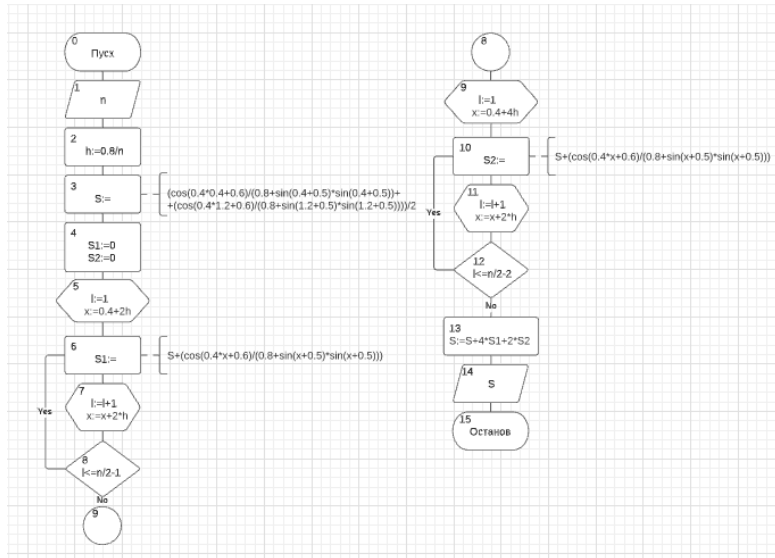 0
Пуск
1
n
2
h:=0.8/n
3
S:=
(cos(0.4*0.4+0.6)/(0.8+sin(0.4+0.5)*sin(0.4+0.5))+
+(cos(0.4*1.2+0.6)/(0.8+sin(1.2+0.5)*sin(1.2+0.5))))/2
4
S1:=0
S2:=0
5
I:=1
x:=0.4+2h
6
S1:=
S+(cos(0.4*x+0.6)/(0.8+sin(x+0.5)*sin(x+0.5)))
7
I:=I+1
x:=x+2*h
Yes
8
I<=n/2-1
No
9
8
9
I:=1
x:=0.4+4h
10
S2:=
S+(cos(0.4*x+0.6)/(0.8+sin(x+0.5)*sin(x+0.5)))
11
I:=I+1
x:=x+2*h
Yes
12
I<=n/2-2
No
13
S:=S+4*S1+2*S2
14
S
15
Останов